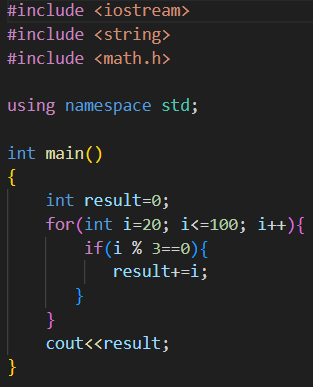 #include <iostream>
#include <string>
#include <math.h>
using namespace std;
int main()
{
    int result=0;
    for(int i=20; i<=100; i++){
        if(i % 3==0){
            result+=i;
        }
    }
    cout<<result;
}